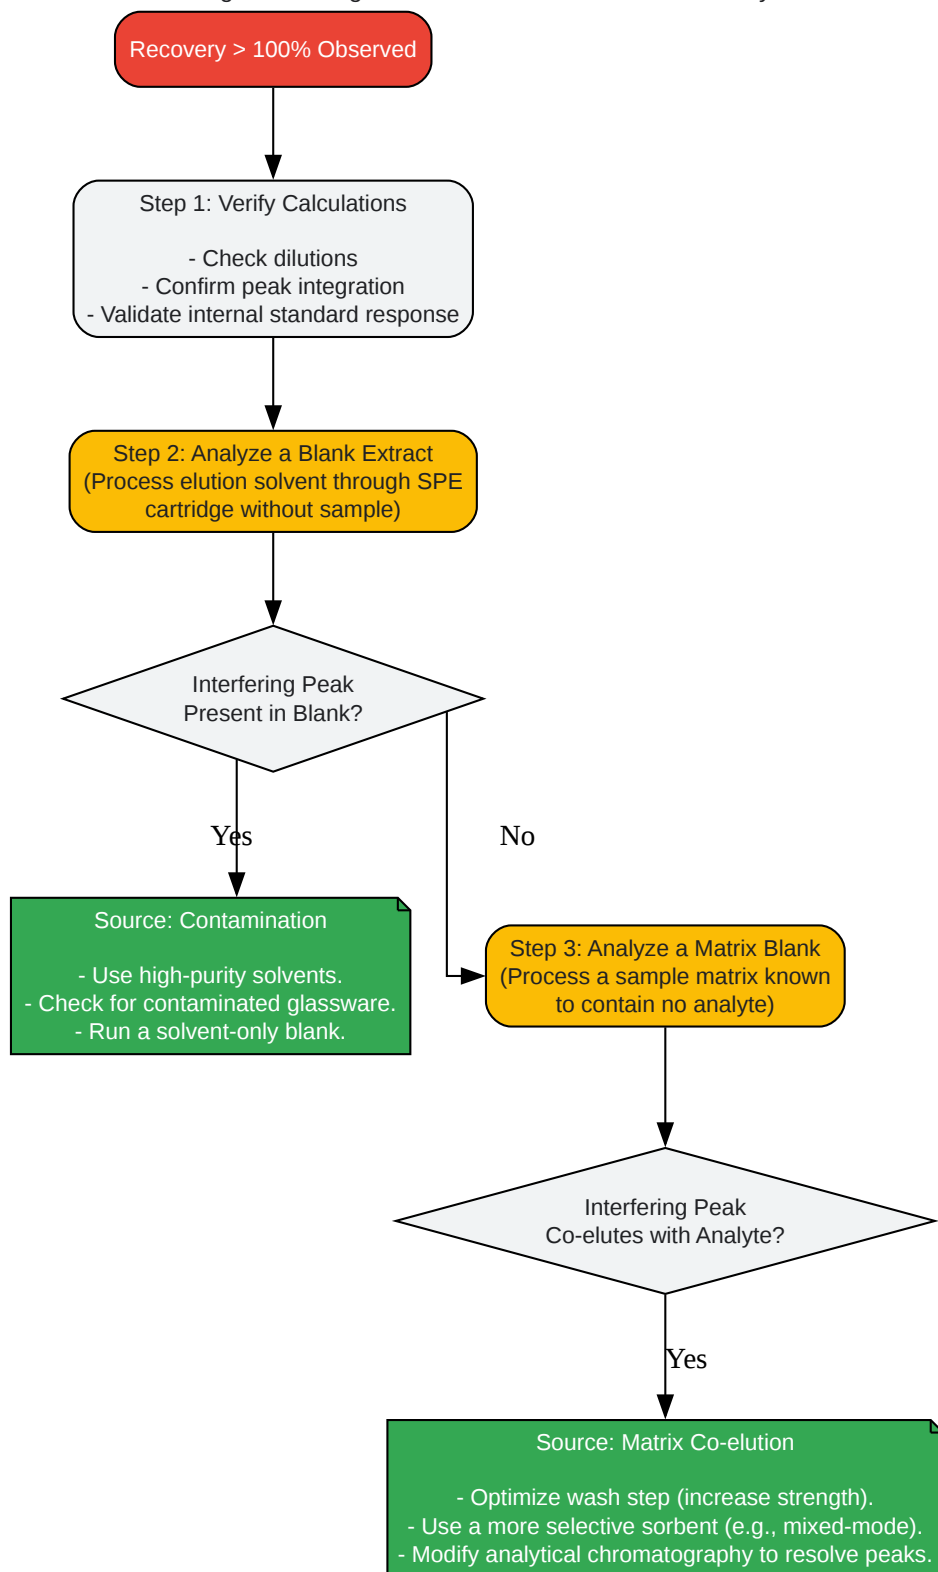 Recovery > 100% Observed
Step 1: Verify Calculations
- Check dilutions
- Confirm peak integration
- Validate internal standard response
Step 2: Analyze a Blank Extract
(Process elution solvent through SPE
cartridge without sample)
Interfering Peak
Present in Blank?
Yes
No
Source: Contamination
- Use high-purity solvents.
- Check for contaminated glassware.
- Run a solvent-only blank.
Step 3: Analyze a Matrix Blank
(Process a sample matrix known
to contain no analyte)
Interfering Peak
Co-elutes with Analyte?
Yes
Source: Matrix Co-elution
- Optimize wash step (increase strength).
- Use a more selective sorbent (e.g., mixed-mode).
- Modify analytical chromatography to resolve peaks.